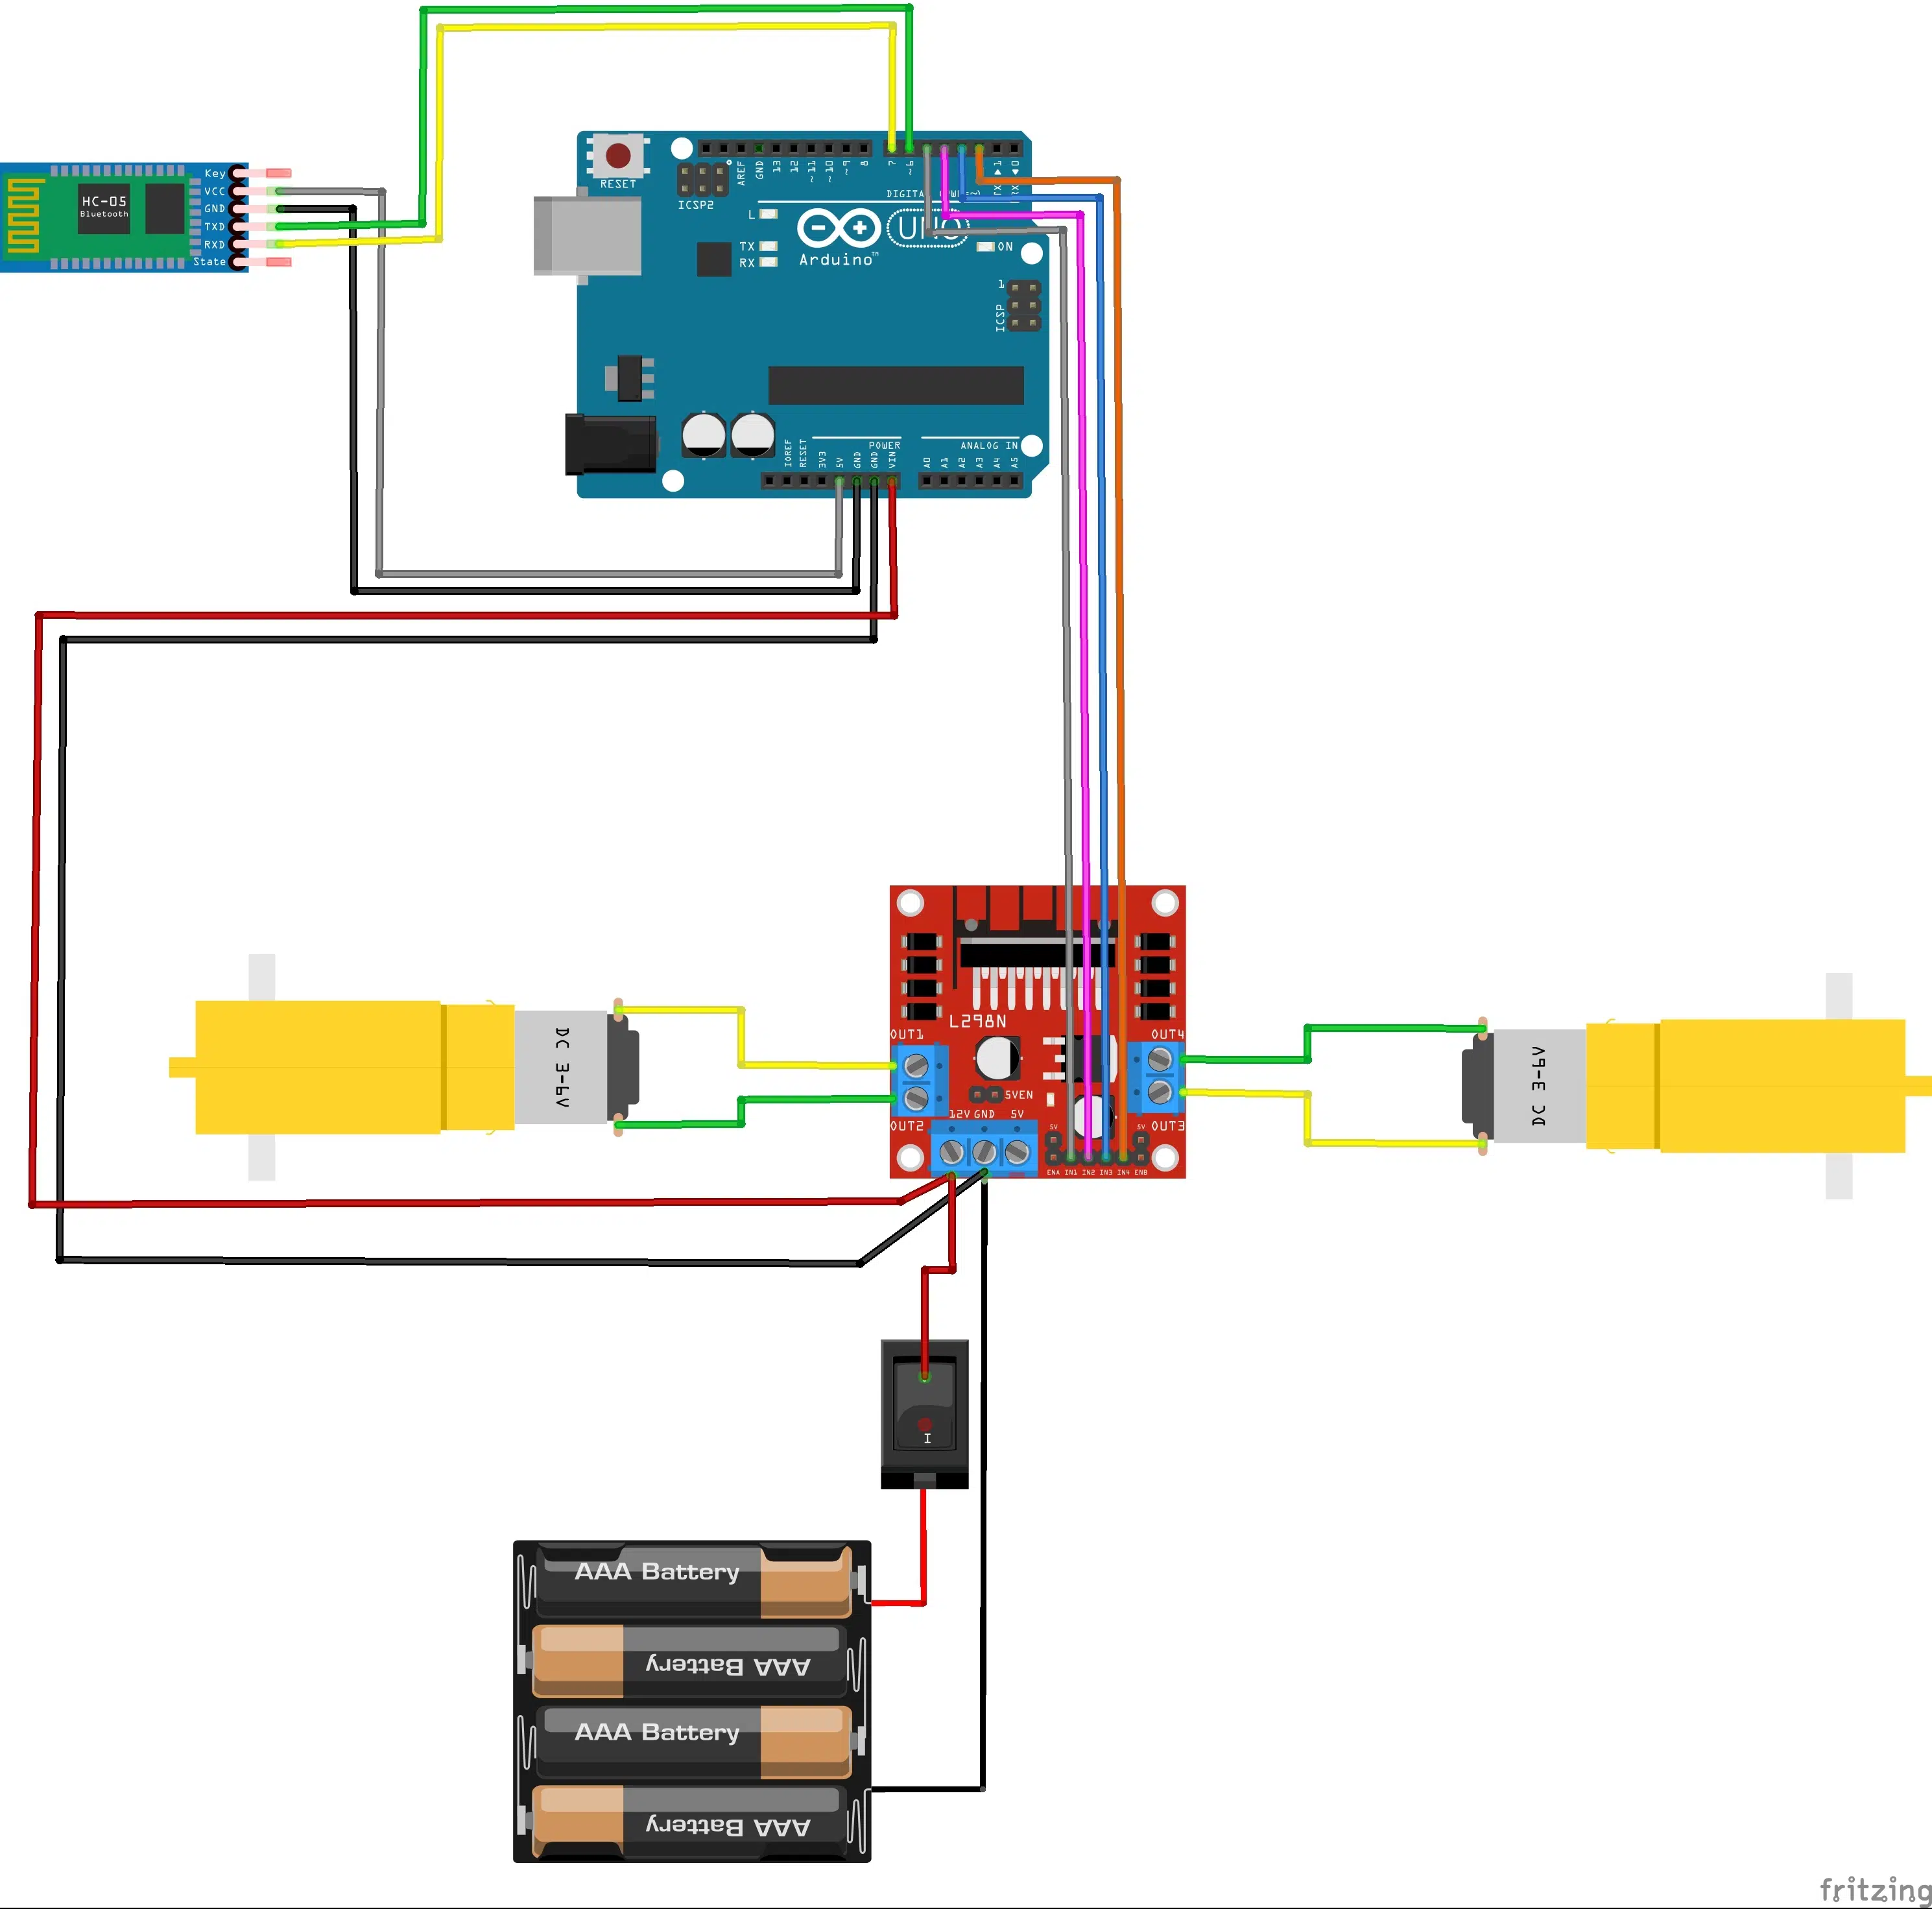 Key
VCC
GND
TXD
RXD
State
HC-05
Bluetooth
RESET
ICSP2
AREF
GND
13
12
~11
~10
~9
8
7
~6
DIGITAL
1
0
L
TX
RX
UNO
Arduino™
ON
1
ICSP
IOREF
RESET
3V3
5V
GND
GND
VIN
POWER
ANALOG IN
A0
A1
A2
A3
A4
A5
L298N
OUT1
OUT2
OUT4
OUT3
5VEN
12V GND 5V
5V
5V
ENA IN1 IN2 IN3 IN4 ENB
DC 3-6V
DC 3-6V
I
AAA Battery
AAA Battery
AAA Battery
AAA Battery
fritzing